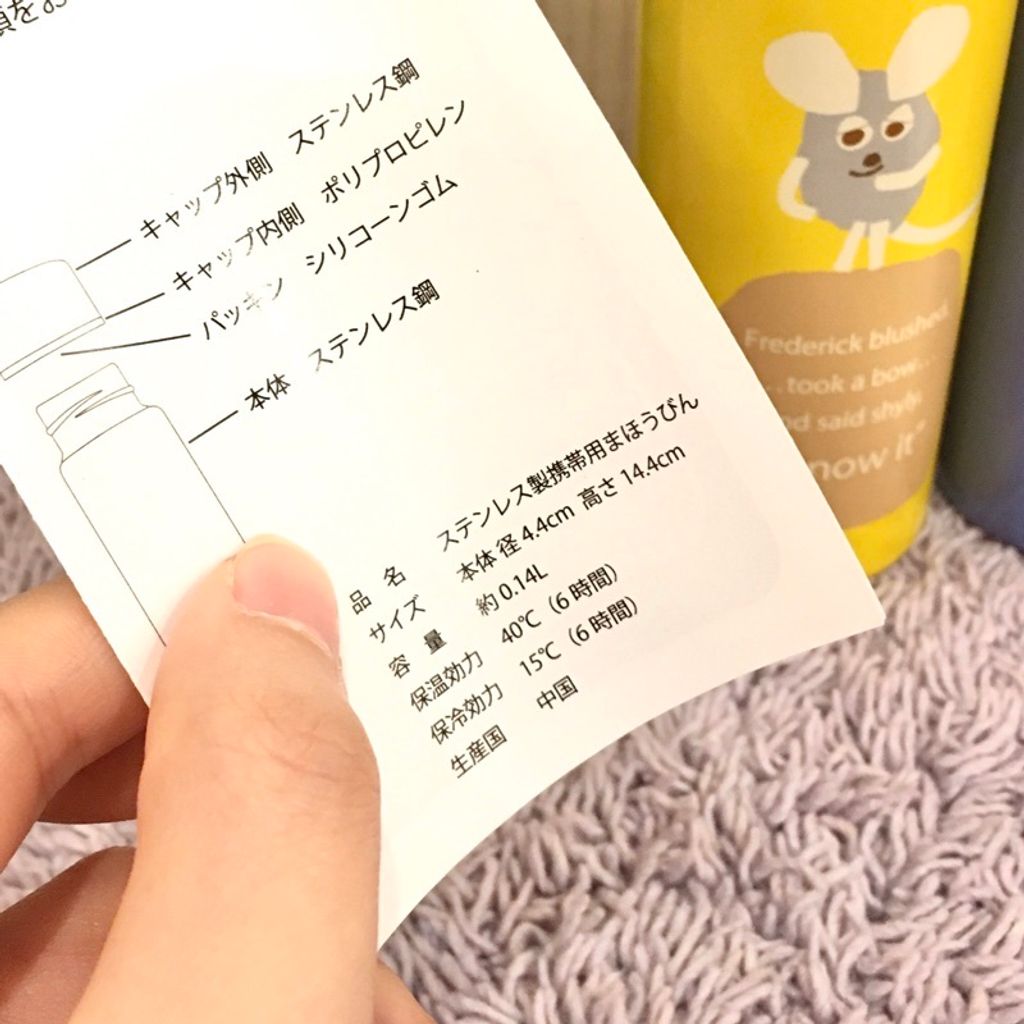 キャップ外側 ステンレス鋼
キャップ内側 ポリプロピレン
パッキン シリコーンゴム
本体 ステンレス鋼
品 名 ステンレス製携帯用まほうびん
サイズ 本体 径 4.4cm 高さ 14.4cm
容 量 約 0.14L
保温効力 40℃（6 時間）
保冷効力 15℃（6 時間）
生産国 中国
Frederick blushed,
..took a bow..
said shyly,
it"